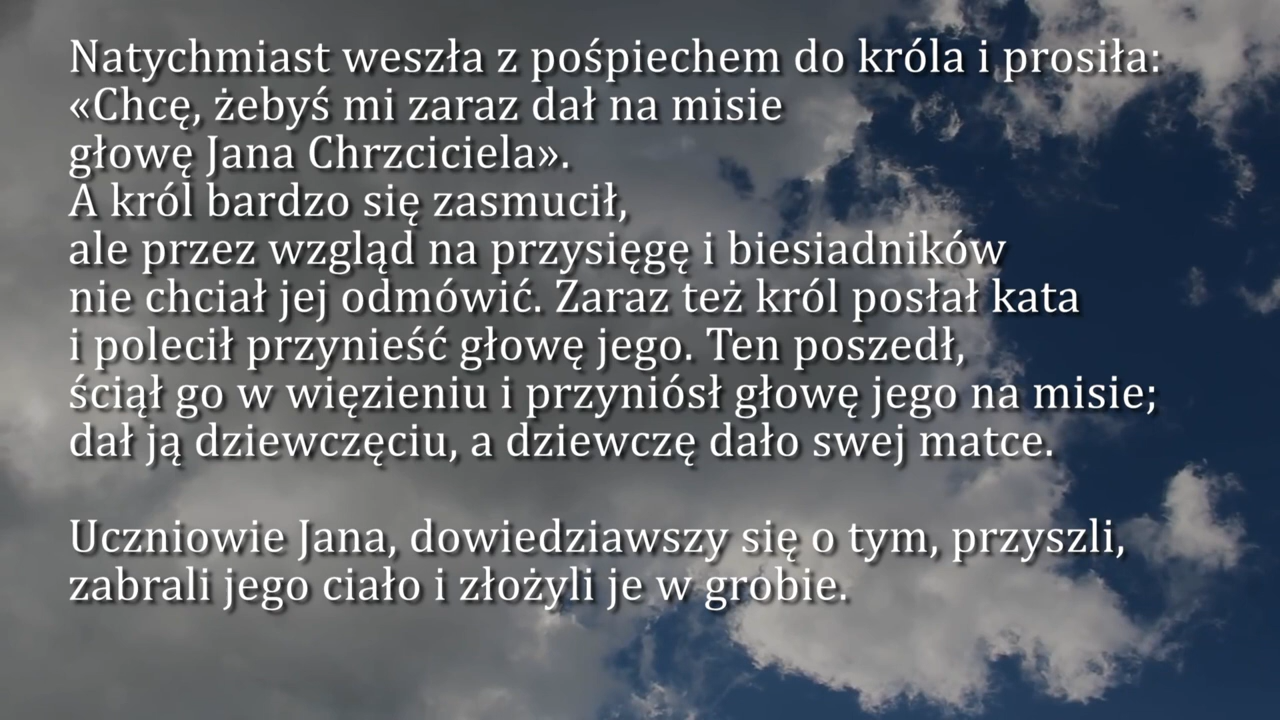 Natychmiast weszła z pośpiechem do króla i prosiła:
«Chcę, żebyś mi zaraz dał na misie
głowę Jana Chrzciciela».
A król bardzo się zasmucił,
ale przez wzgląd na przysięgę i biesiadników
nie chciał jej odmówić. Zaraz też król posłał kata
i polecił przynieść głowę jego. Ten poszedł,
ściął go w więzieniu i przyniósł głowę jego na misie;
dał ją dziewczęciu, a dziewczę dało swej matce.
Uczniowie Jana, dowiedziawszy się o tym, przyszli,
zabrali jego ciało i złożyli je w grobie.